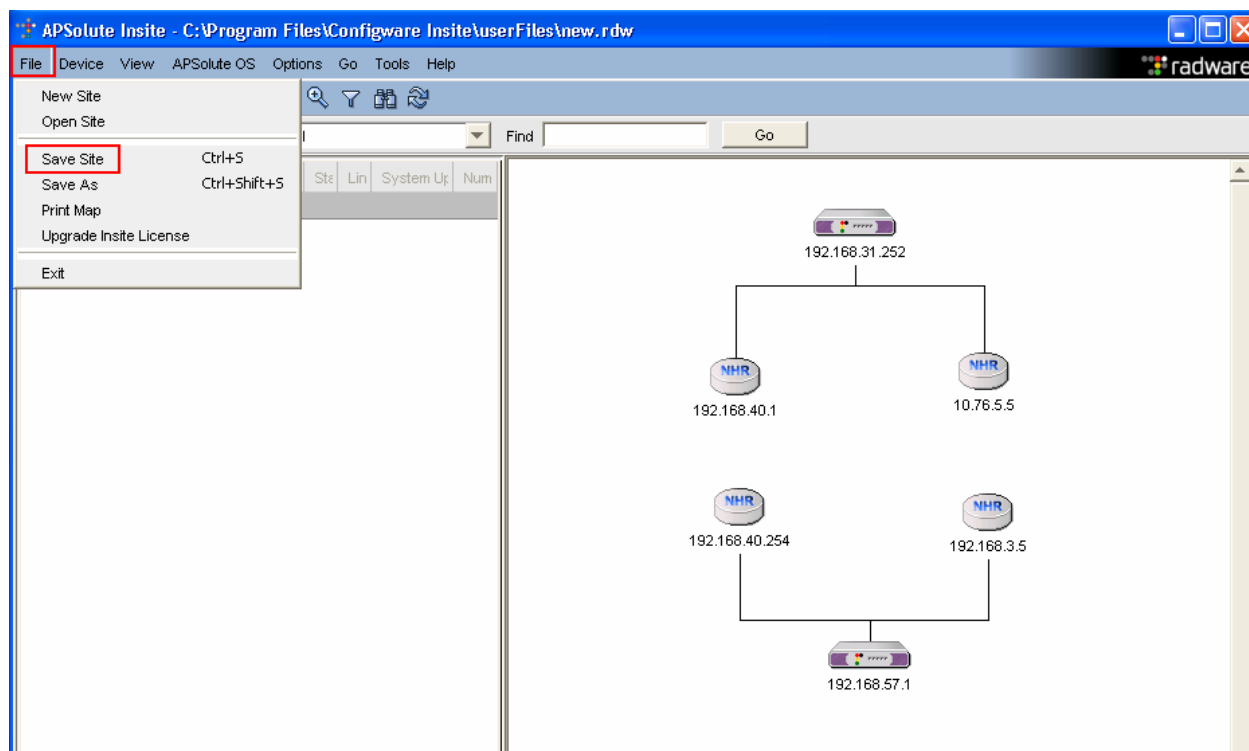 APSolute Insite - C:\Program Files\Configware Insite\userFiles\new.rdw
File Device View APSolute OS Options Go Tools Help
radware
New Site
Open Site
Save Site Ctrl+S
Save As Ctrl+Shift+S
Print Map
Upgrade Insite License
Exit
Find Go
Sta Lin System Up Num
192.168.31.252
NHR
NHR
192.168.40.1
10.76.5.5
NHR
NHR
192.168.40.254
192.168.3.5
192.168.57.1